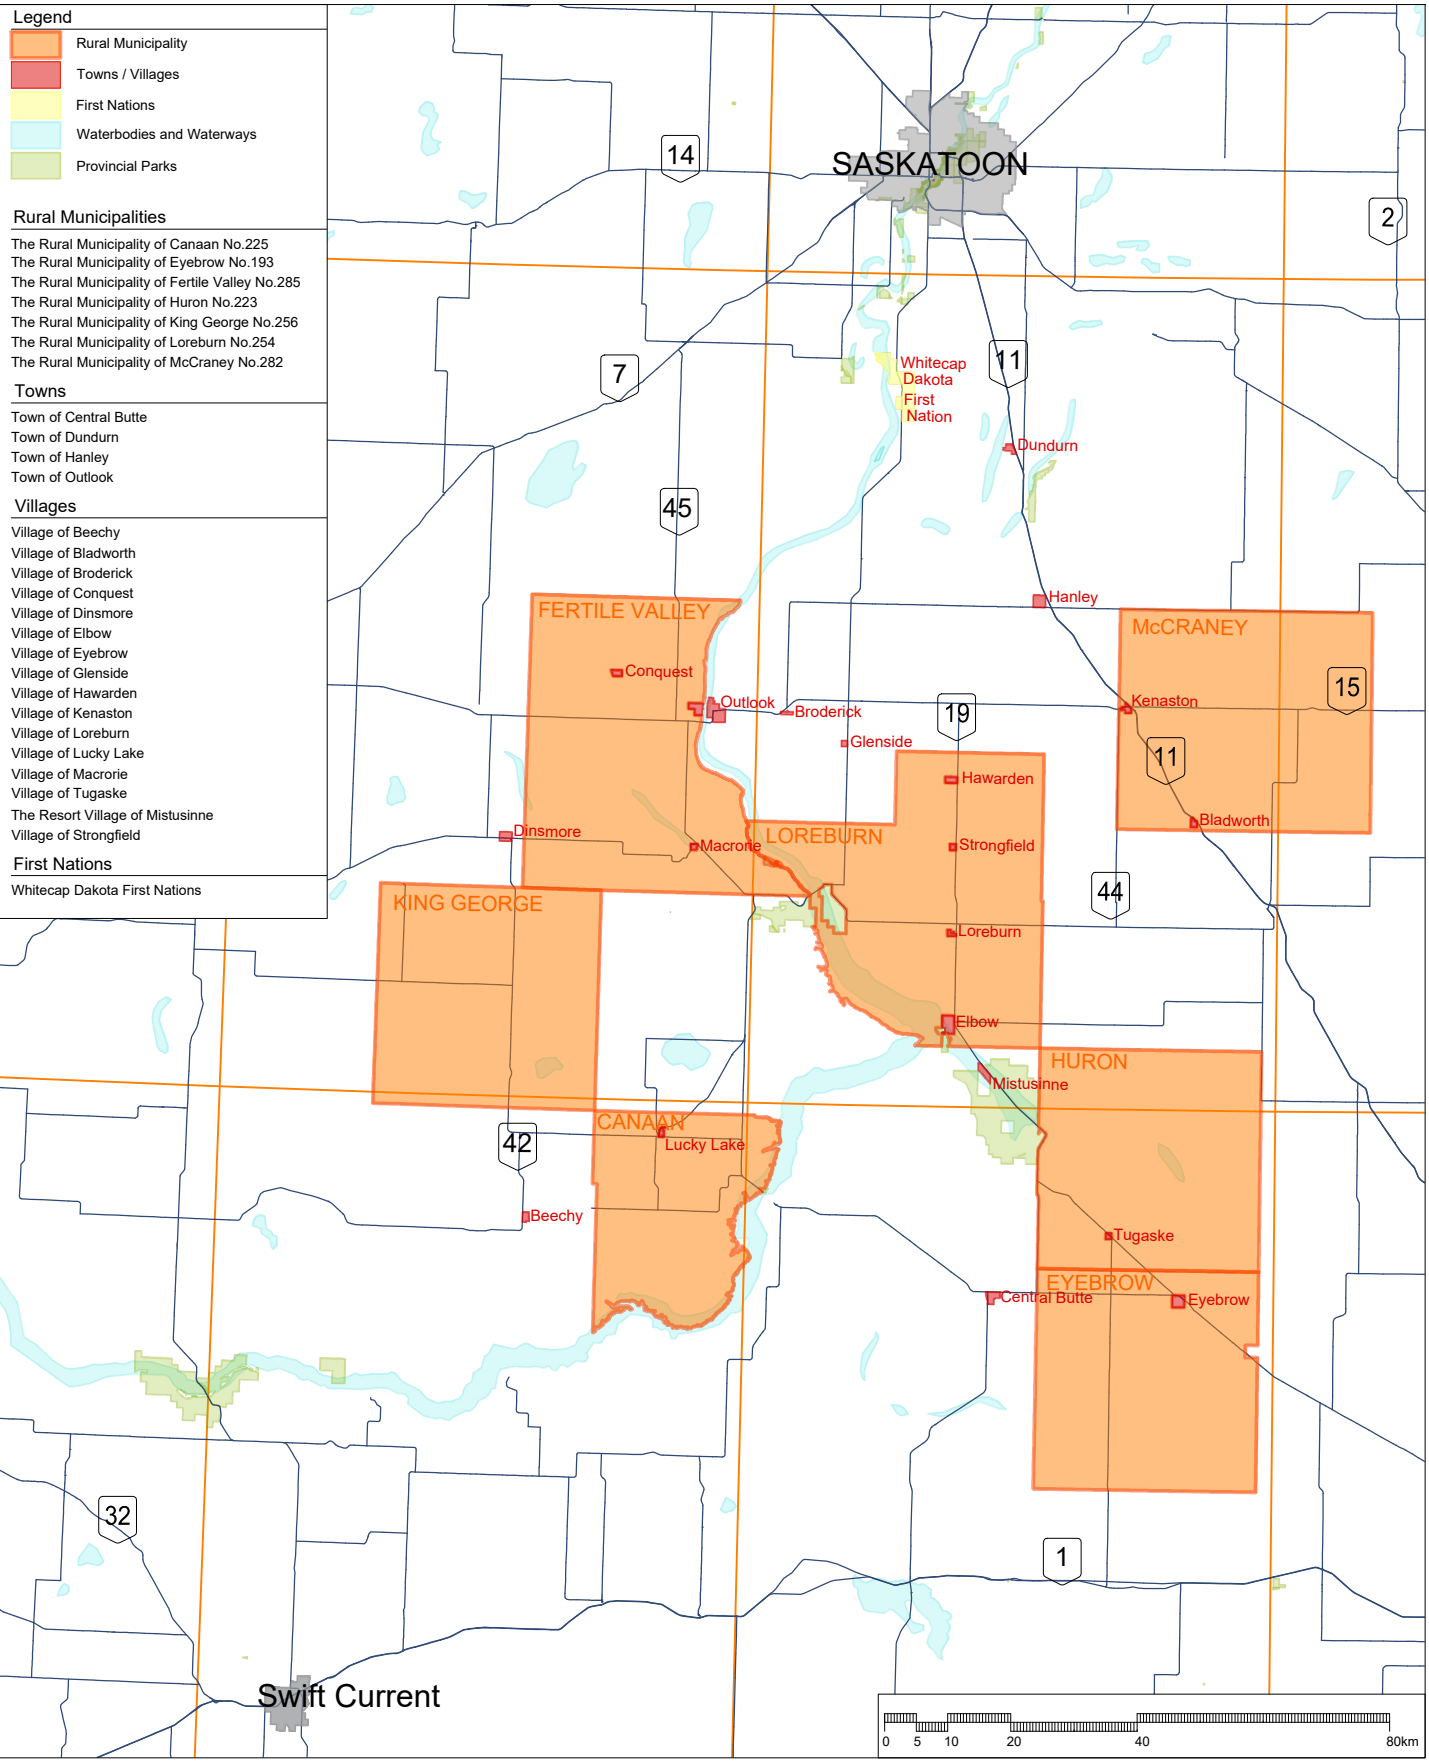 Legend
Rural Municipality
Towns / Villages
First Nations
Waterbodies and Waterways
Provincial Parks
Rural Municipalities
The Rural Municipality of Canaan No.225
The Rural Municipality of Eyebrow No.193
The Rural Municipality of Fertile Valley No.285
The Rural Municipality of Huron No.223
The Rural Municipality of King George No.256
The Rural Municipality of Loreburn No.254
The Rural Municipality of McCraney No.282
Towns
Town of Central Butte
Town of Dundurn
Town of Hanley
Town of Outlook
Villages
Village of Beechy
Village of Bladworth
Village of Broderick
Village of Conquest
Village of Dinsmore
Village of Elbow
Village of Eyebrow
Village of Glenside
Village of Hawarden
Village of Kenaston
Village of Loreburn
Village of Lucky Lake
Village of Macrorie
Village of Tugaske
The Resort Village of Mistusinne
Village of Strongfield
First Nations
Whitecap Dakota First Nations
14
SASKATOON
2
7
11
Whitecap
Dakota
First
Nation
Dundurn
45
Hanley
FERTILE VALLEY
McCRANEY
Conquest
15
Outlook
Broderick
19
Kenaston
Glenside
11
Hawarden
Dinsmore
LOREBURN
Bladworth
Macrorie
Strongfield
KING GEORGE
44
Loreburn
Elbow
HURON
Mistusinne
CANAAN
42
Lucky Lake
Beechy
Tugaske
EYEBROW
Central Butte
Eyebrow
32
1
Swift Current
0 5 10 20 40 80km